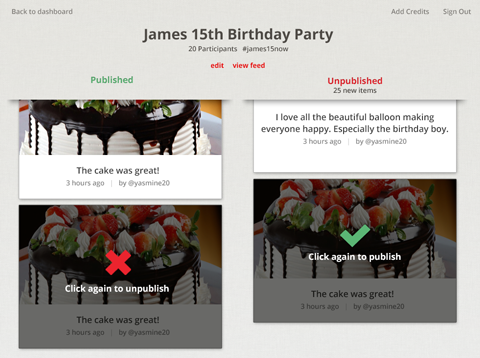 Back to dashboard
Add Credits Sign Out
James 15th Birthday Party
20 Participants #james15now
edit view feed
Published
The cake was great!
3 hours ago | by @yasmine20
Click again to unpublish
The cake was great!
3 hours ago | by @yasmine20
Unpublished
25 new items
I love all the beautiful balloon making
everyone happy. Especially the birthday boy.
3 hours ago | by @yasmine20
Click again to publish
The cake was great!
3 hours ago | by @yasmine20